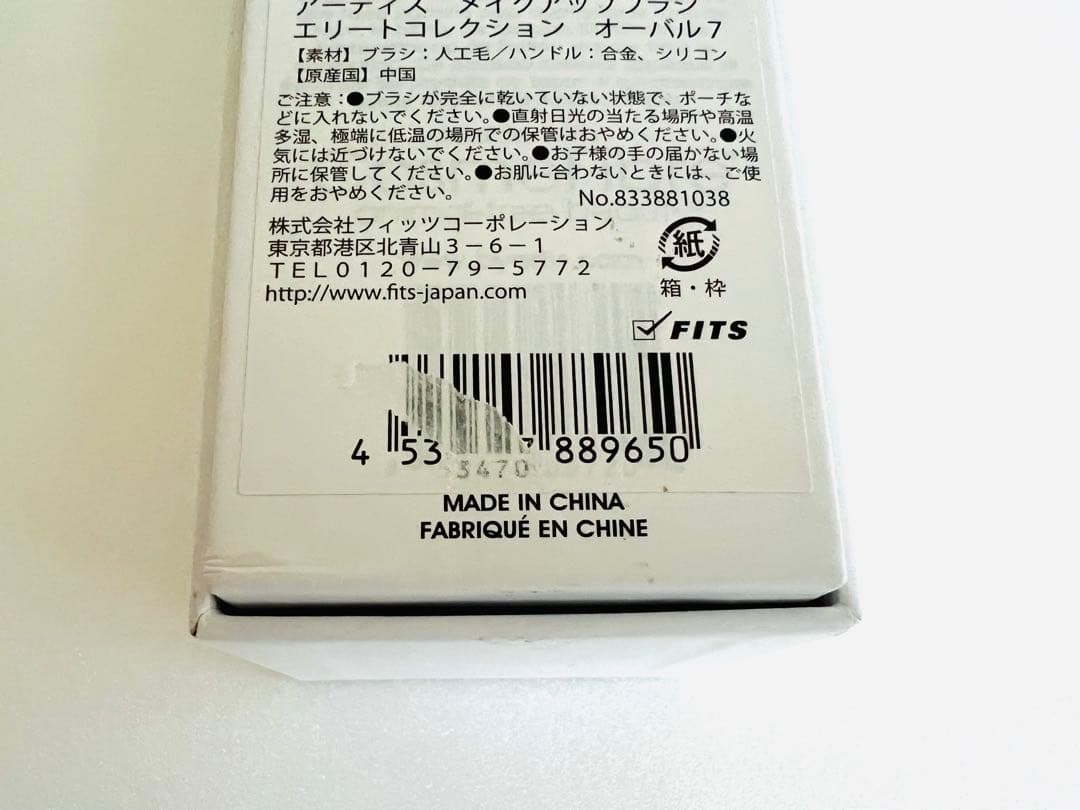 アーティス　メイクアップブラシ
エリートコレクション　オーバル７
【素材】ブラシ：人工毛／ハンドル：合金、シリコン
【原産国】中国
ご注意：●ブラシが完全に乾いていない状態で、ポーチな
どに入れないでください。●直射日光の当たる場所や高温
多湿、極端に低温の場所での保管はおやめください。●火
気には近づけないでください。●お子様の手の届かない場
所に保管してください。●お肌に合わないときには、ご使
用をおやめください。
No.833881038
株式会社フィッツコーポレーション
東京都港区北青山３－６－１
ＴＥＬ０１２０－７９－５７７２
http://www.fits-japan.com
紙
箱・枠
FITS
4 53 7 889650
3470
MADE IN CHINA
FABRIQUÉ EN CHINE